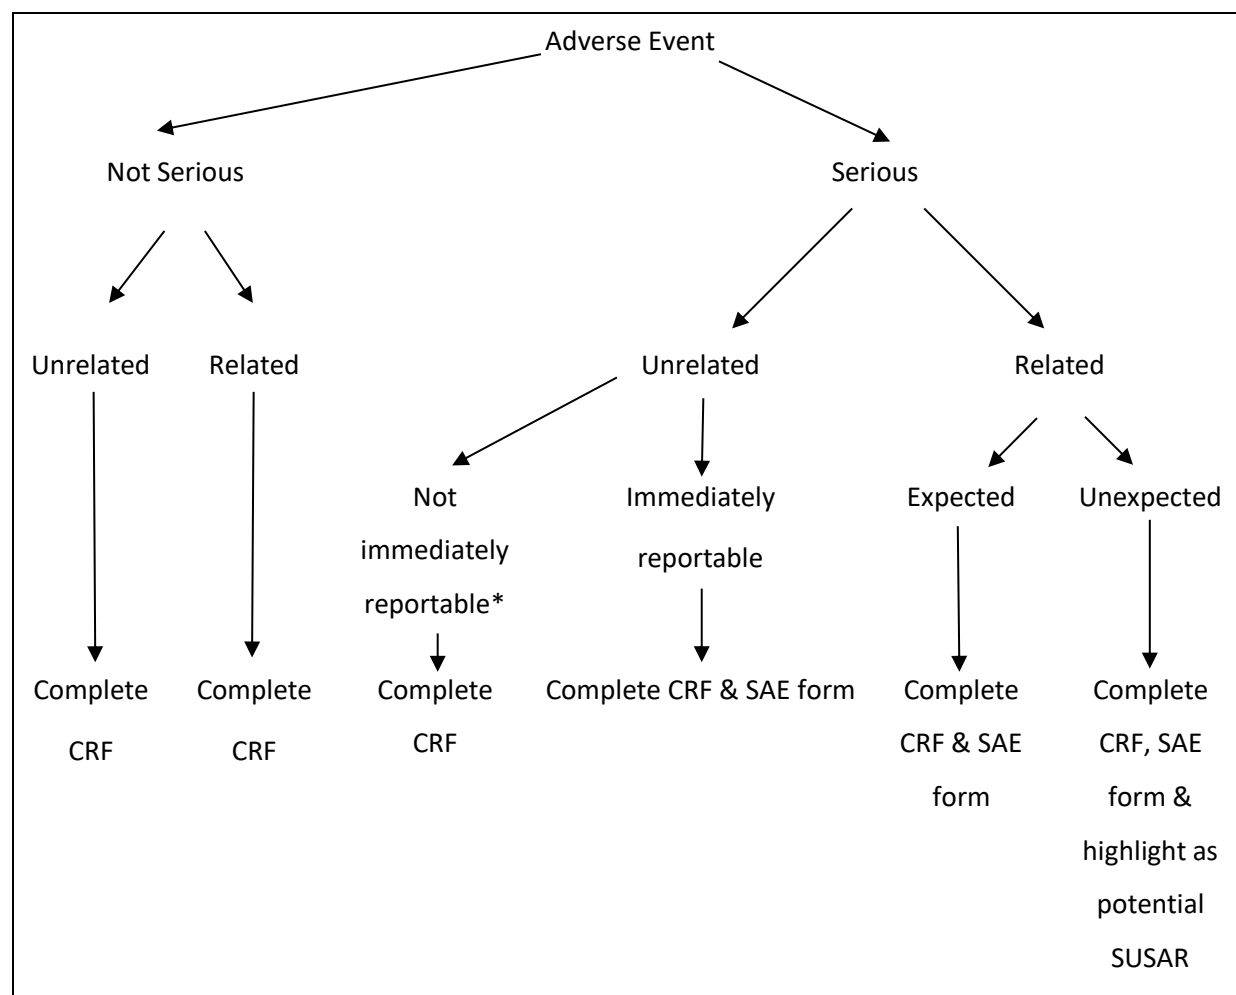 Adverse Event
Not Serious
Serious
Unrelated
Related
Unrelated
Related
Not
immediately
reportable*
Immediately
reportable
Expected
Unexpected
Complete
CRF
Complete
CRF
Complete
CRF
Complete CRF & SAE form
Complete
CRF & SAE
form
Complete
CRF, SAE
form &
highlight as
potential
SUSAR